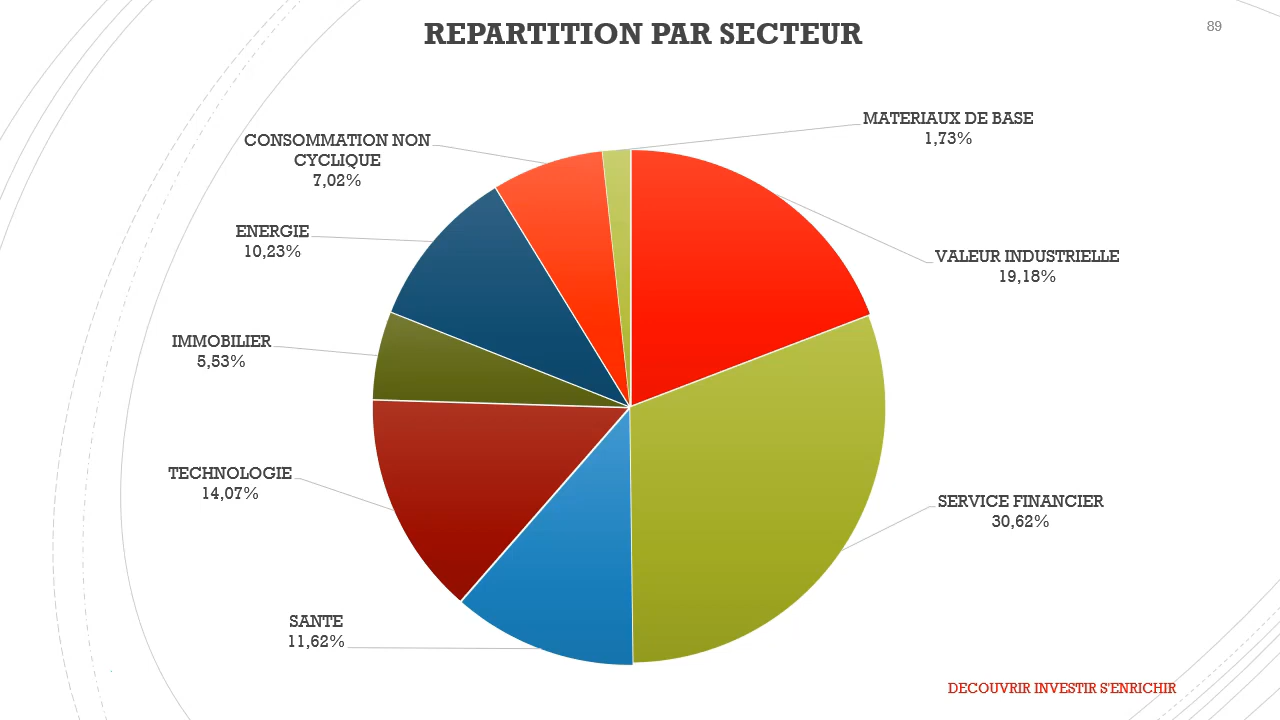 REPARTITION PAR SECTEUR
89
MATERIAUX DE BASE
1,73%
CONSOMMATION NON
CYCLIQUE
7,02%
ENERGIE
10,23%
VALEUR INDUSTRIELLE
19,18%
IMMOBILIER
5,53%
TECHNOLOGIE
14,07%
SERVICE FINANCIER
30,62%
SANTE
11,62%
DECOUVRIR INVESTIR S'ENRICHIR